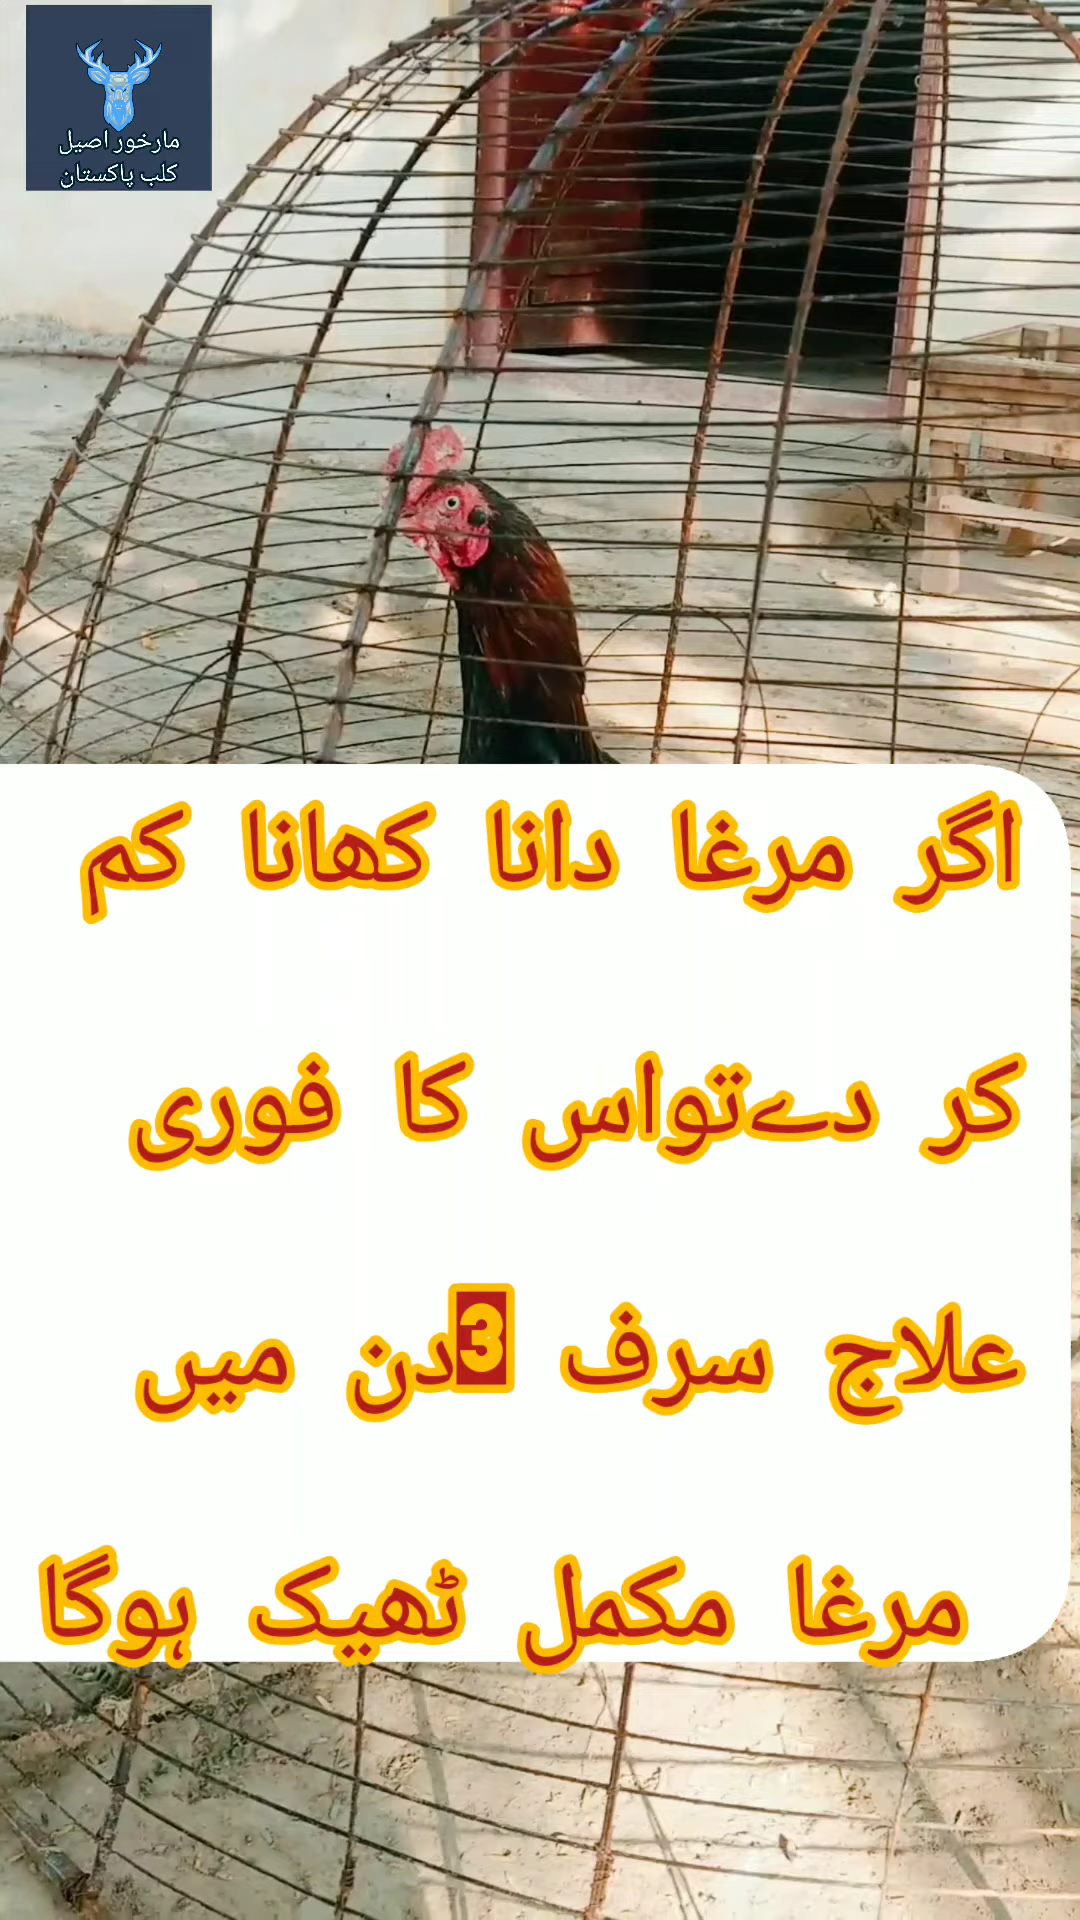 مارخور اصیل
کلب پاکستان
اگر مرغا دانا کھانا کم
کر دےتواس کا فوری
علاج سرف 3دن میں
مرغا مکمل ٹھیک ہوگا